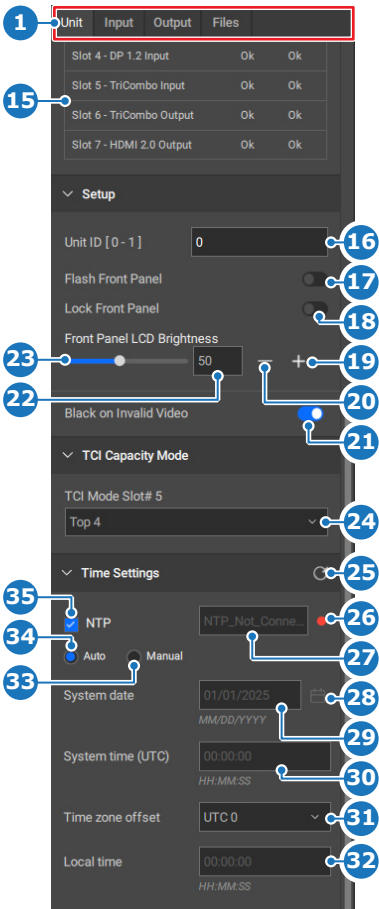 1 Unit Input Output Files
Slot 4 - DP 1.2 Input Ok Ok
15 Slot 5 - TriCombo Input Ok Ok
Slot 6 - TriCombo Output Ok Ok
Slot 7 - HDMI 2.0 Output Ok Ok
Setup
Unit ID [ 0 - 1 ] 0 16
Flash Front Panel 17
Lock Front Panel 18
Front Panel LCD Brightness
23 50 19
22 20
Black on Invalid Video 21
TCI Capacity Mode
TCI Mode Slot# 5
Top 4 24
Time Settings 25
35 NTP NTP_Not_Conne... 26
34 Auto Manual 27
33
System date 01/01/2025 28
MM/DD/YYYY 29
System time (UTC) 00:00:00
HH:MM:SS 30
Time zone offset UTC 0 31
Local time 00:00:00 32
HH:MM:SS